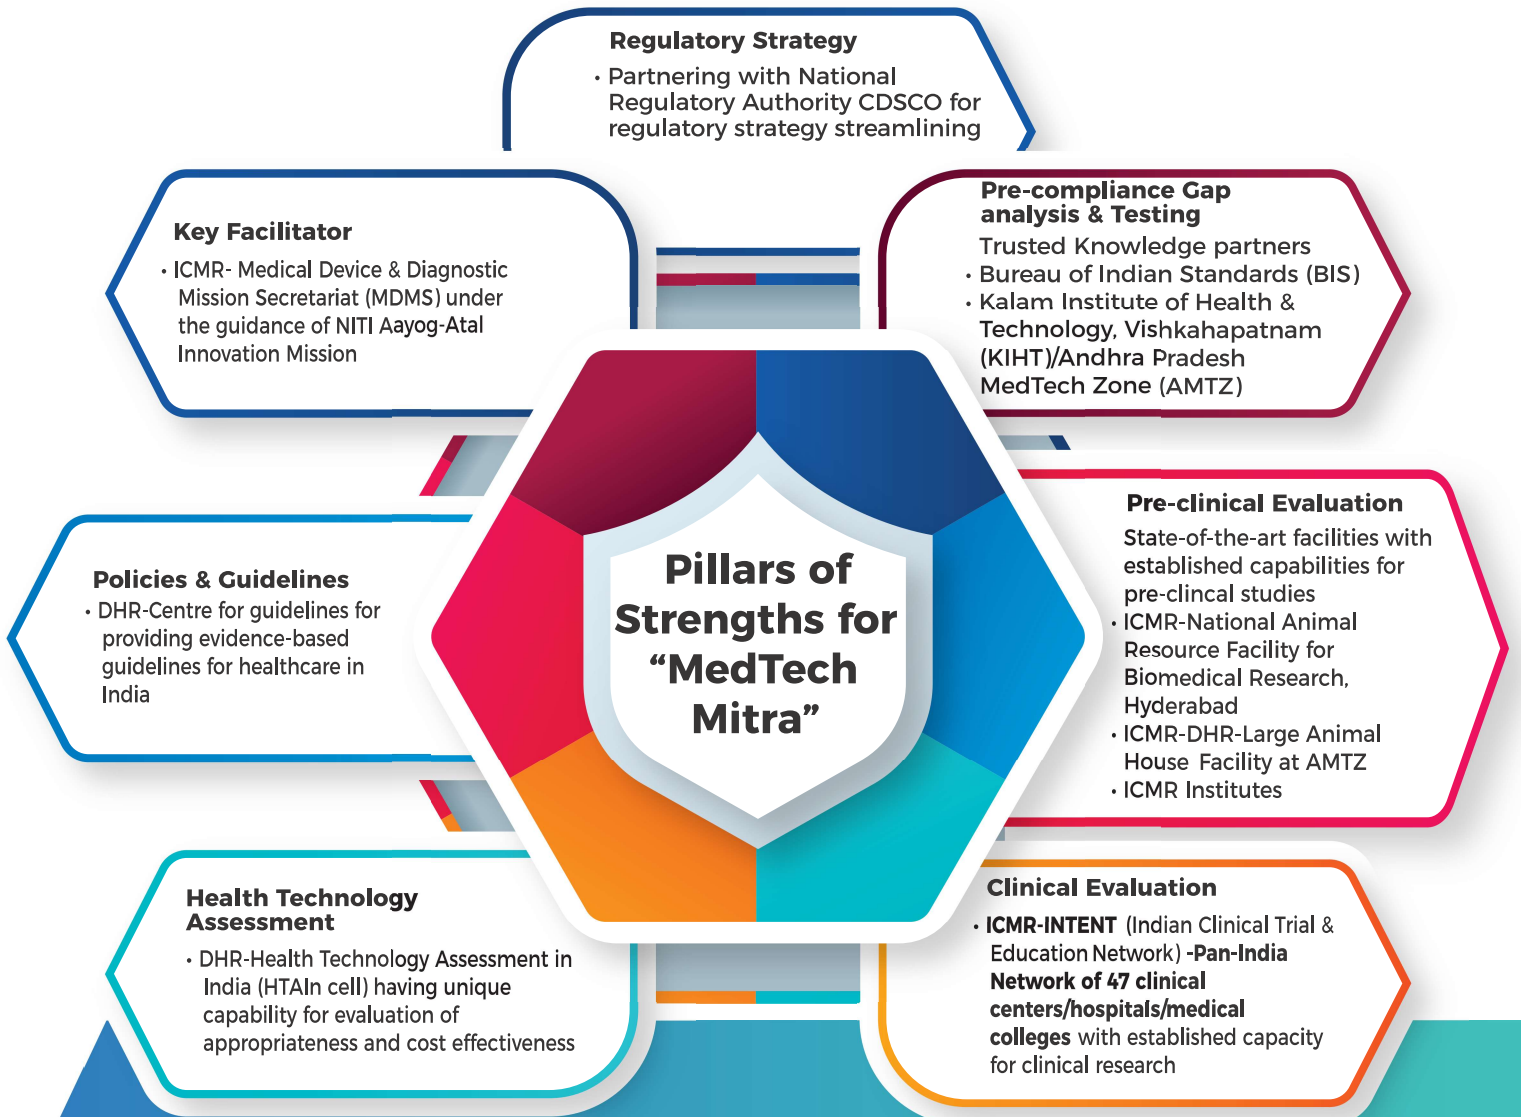 Regulatory Strategy
• Partnering with National
Regulatory Authority CDSCO for
regulatory strategy streamlining
Key Facilitator
• ICMR- Medical Device & Diagnostic
Mission Secretariat (MDMS) under
the guidance of NITI Aayog-Atal
Innovation Mission
Pre-compliance Gap
analysis & Testing
Trusted Knowledge partners
• Bureau of Indian Standards (BIS)
• Kalam Institute of Health &
Technology, Vishkahapatnam
(KIHT)/Andhra Pradesh
MedTech Zone (AMTZ)
Policies & Guidelines
• DHR-Centre for guidelines for
providing evidence-based
guidelines for healthcare in
India
Pillars of
Strengths for
“MedTech
Mitra”
Pre-clinical Evaluation
State-of-the-art facilities with
established capabilities for
pre-clincal studies
• ICMR-National Animal
Resource Facility for
Biomedical Research,
Hyderabad
• ICMR-DHR-Large Animal
House Facility at AMTZ
• ICMR Institutes
Health Technology
Assessment
• DHR-Health Technology Assessment in
India (HTAIn cell) having unique
capability for evaluation of
appropriateness and cost effectiveness
Clinical Evaluation
• ICMR-INTENT (Indian Clinical Trial &
Education Network) -Pan-India
Network of 47 clinical
centers/hospitals/medical
colleges with established capacity
for clinical research